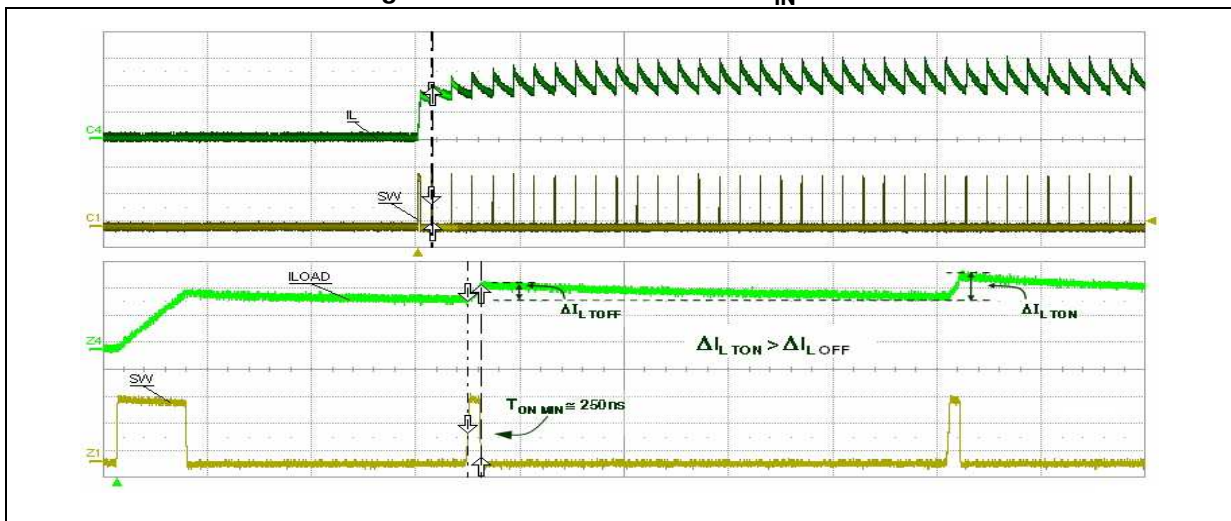 IN
IL
C4
SW
C1
ILOAD
ΔIL TOFF
ΔIL TON
Z4
ΔIL TON > ΔIL OFF
SW
TON MIN ≅ 250ns
Z1